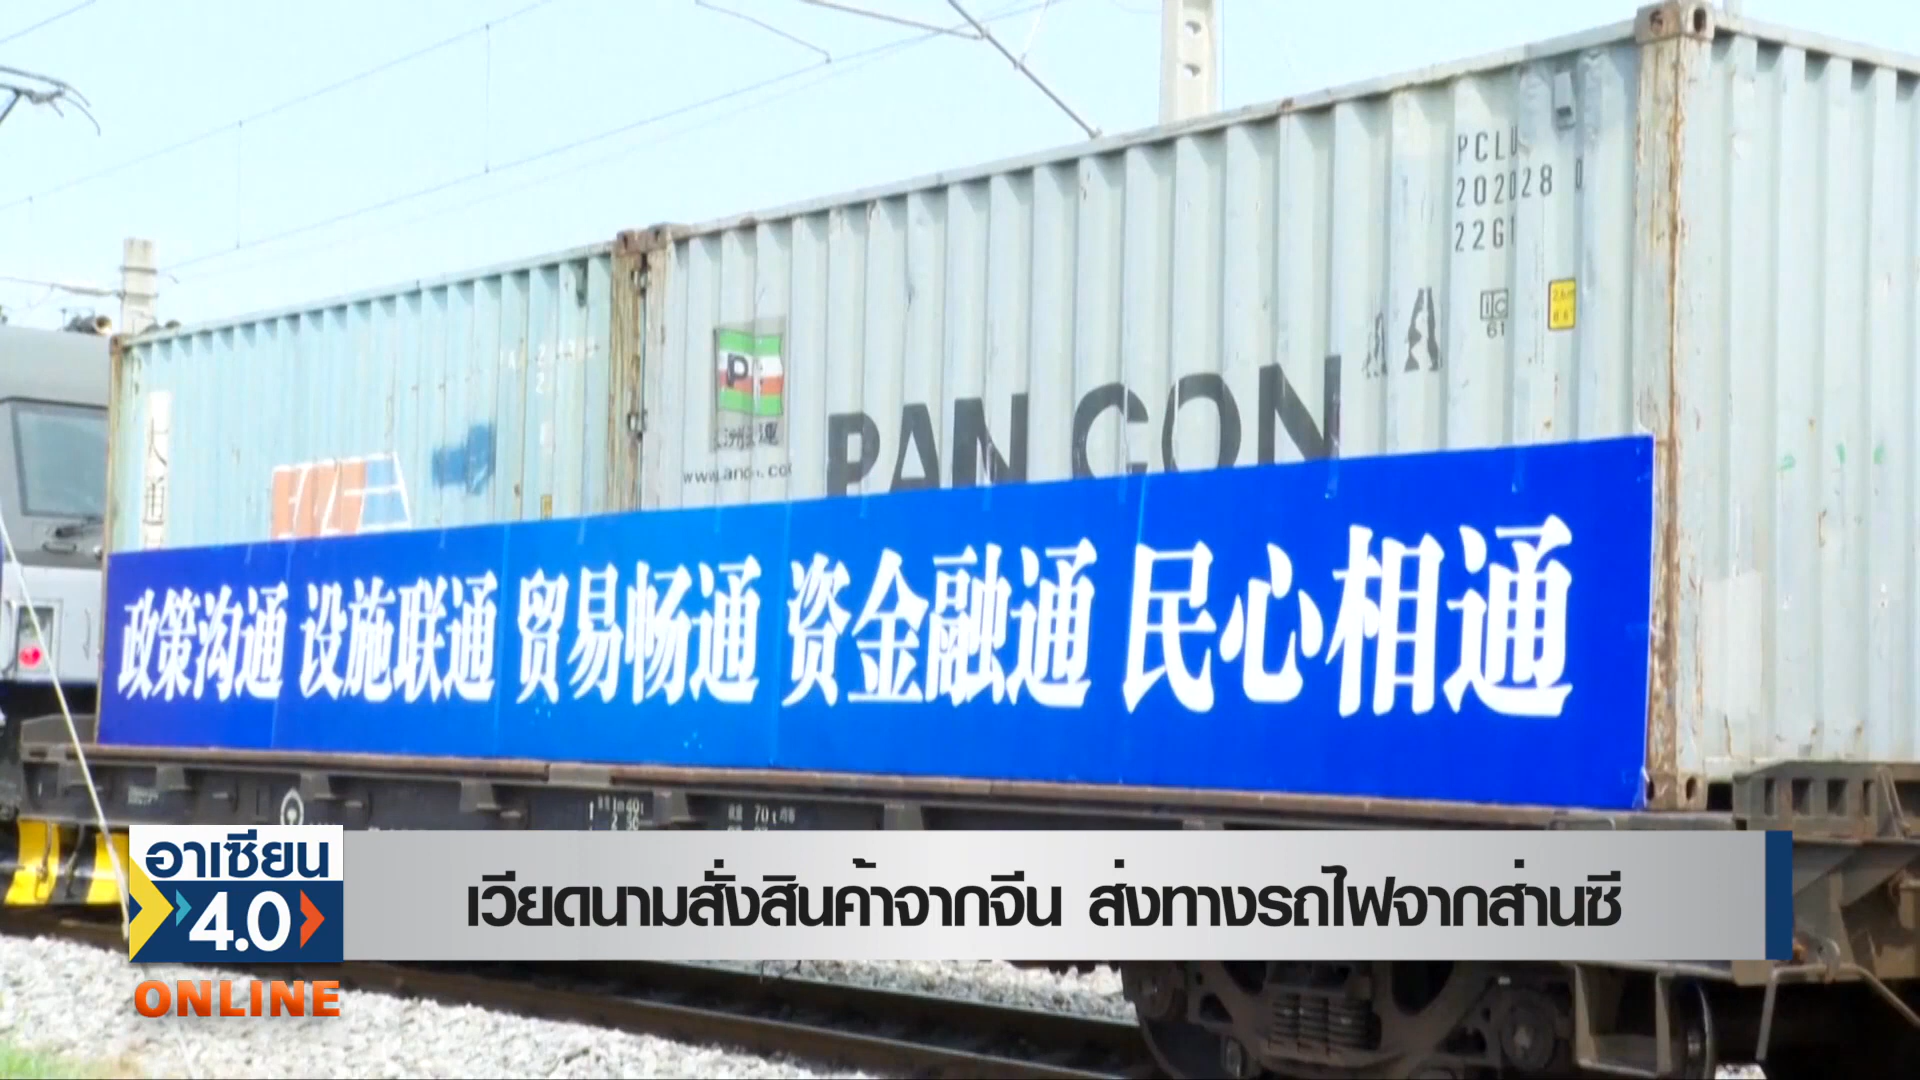 PCLU
202028 0
22G1
PAN CON
政策沟通 设施联通 贸易畅通 资金融通 民心相通
อาเซียน
4.0
ONLINE
เวียดนามสั่งสินค้าจากจีน ส่งทางรถไฟจากส่านซี